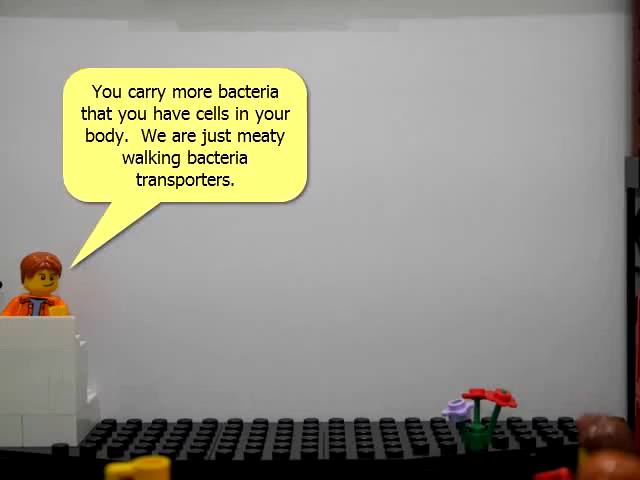 You carry more bacteria
that you have cells in your
body.  We are just meaty
walking bacteria
transporters.